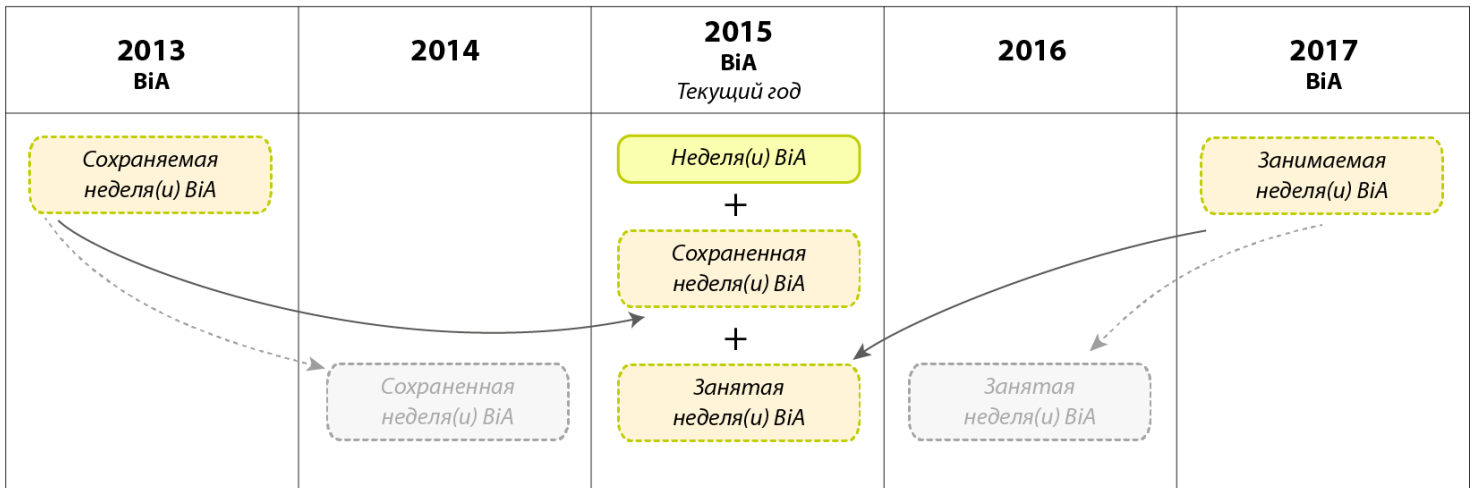 2013
BiA
2014
2015
BiA
Текущий год
2016
2017
BiA
Сохраняемая
неделя(и) BiA
Неделя(и) BiA
+
Сохраненная
неделя(и) BiA
+
Занятая
неделя(и) BiA
Занимаемая
неделя(и) BiA
Сохраненная
неделя(и) BiA
Занятая
неделя(и) BiA